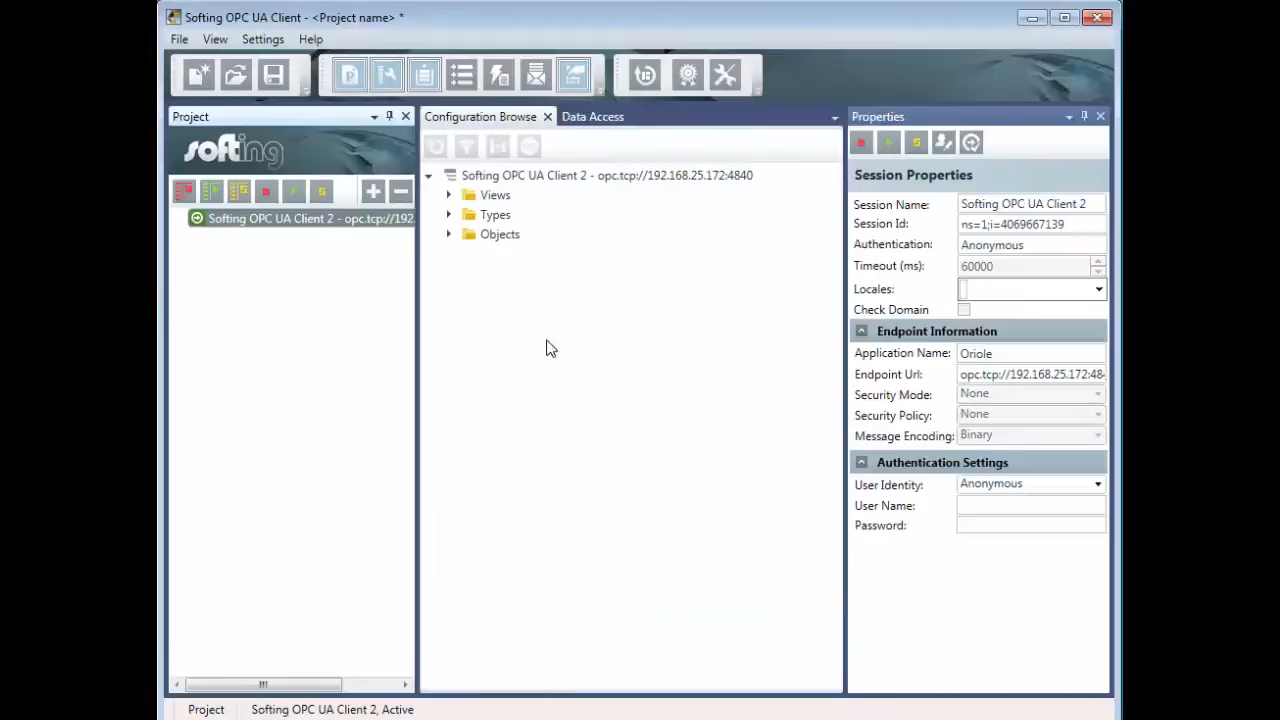 Softing OPC UA Client - <Project name> *
File View Settings Help
Project
Configuration Browse
Data Access
Properties
softing
Session Properties
Softing OPC UA Client 2 - opc.tcp://192.
Softing OPC UA Client 2 - opc.tcp://192.168.25.172:4840
Views
Types
Objects
Session Name: Softing OPC UA Client 2
Session Id: ns=1;i=4069667139
Authentication: Anonymous
Timeout (ms): 60000
Locales:
Check Domain
Endpoint Information
Application Name: Oriole
Endpoint Url: opc.tcp://192.168.25.172:48
Security Mode: None
Security Policy: None
Message Encoding: Binary
Authentication Settings
User Identity: Anonymous
User Name:
Password:
Project Softing OPC UA Client 2, Active